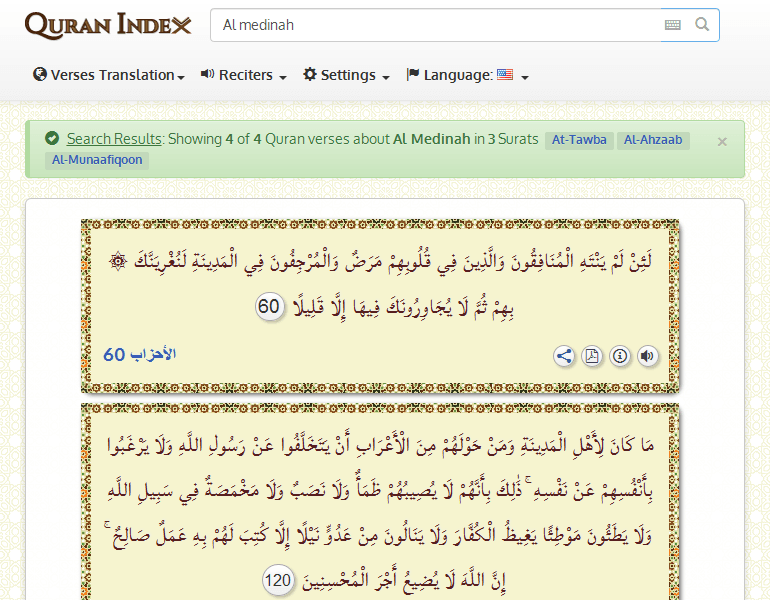 QURAN INDEX
Al medinah
Verses Translation
Reciters
Settings
Language:
Search Results: Showing 4 of 4 Quran verses about Al Medinah in 3 Surats At-Tawba Al-Ahzaab ×
Al-Munaafiqoon
۞ لَئِنْ لَمْ يَنْتَهِ الْمُنَافِقُونَ وَالَّذِينَ فِي قُلُوبِهِمْ مَرَضٌ وَالْمُرْجِفُونَ فِي الْمَدِينَةِ لَنُغْرِيَنَّكَ
بِهِمْ ثُمَّ لَا يُجَاوِرُونَكَ فِيهَا إِلَّا قَلِيلًا 60
الأحزاب 60
مَا كَانَ لِأَهْلِ الْمَدِينَةِ وَمَنْ حَوْلَهُمْ مِنَ الْأَعْرَابِ أَنْ يَتَخَلَّفُوا عَنْ رَسُولِ اللَّهِ وَلَا يَرْغَبُوا
بِأَنْفُسِهِمْ عَنْ نَفْسِهِ ۚ ذَٰلِكَ بِأَنَّهُمْ لَا يُصِيبُهُمْ ظَمَأٌ وَلَا نَصَبٌ وَلَا مَخْمَصَةٌ فِي سَبِيلِ اللَّهِ
وَلَا يَطَئُونَ مَوْطِئًا يَغِيظُ الْكُفَّارَ وَلَا يَنَالُونَ مِنْ عَدُوٍّ نَيْلًا إِلَّا كُتِبَ لَهُمْ بِهِ عَمَلٌ صَالِحٌ ۚ
إِنَّ اللَّهَ لَا يُضِيعُ أَجْرَ الْمُحْسِنِينَ 120